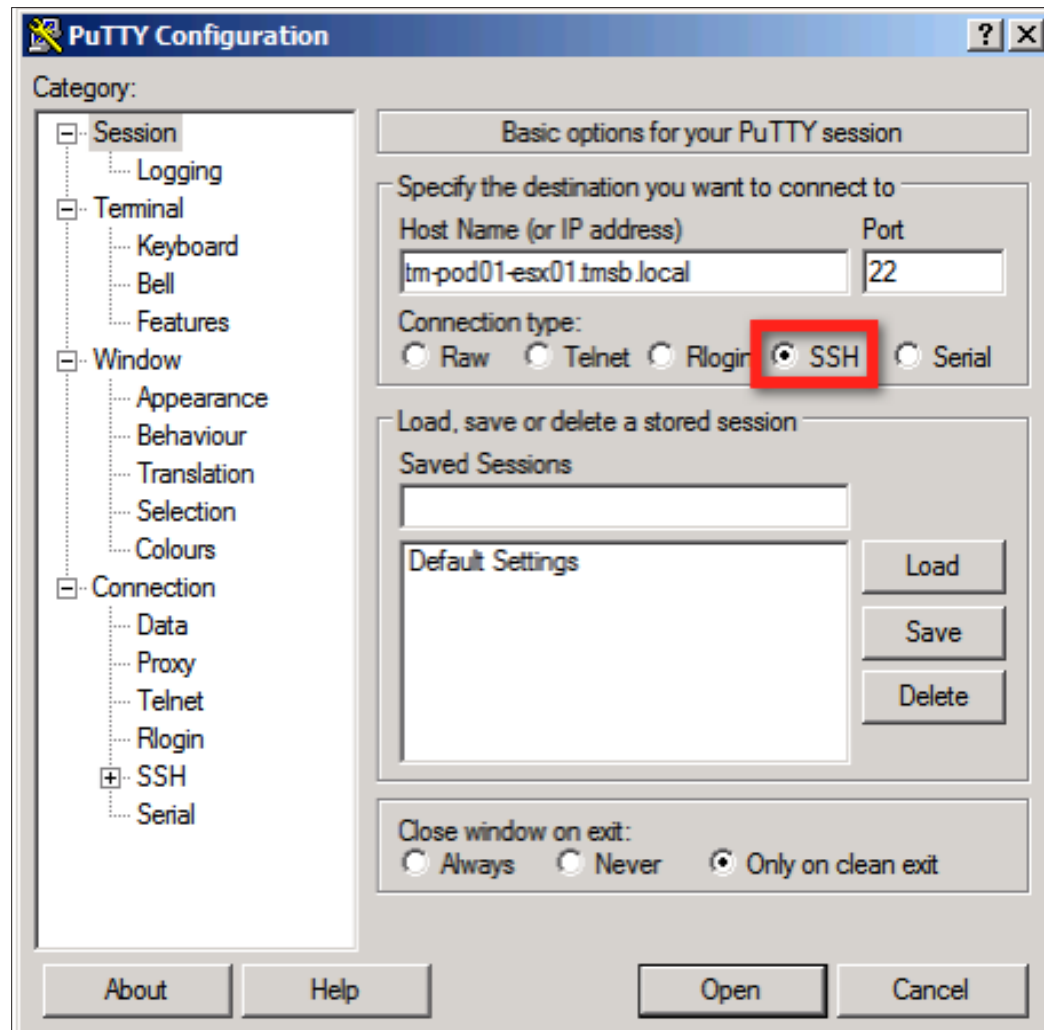 PuTTY Configuration
Category:
Session
Logging
Terminal
Keyboard
Bell
Features
Window
Appearance
Behaviour
Translation
Selection
Colours
Connection
Data
Proxy
Telnet
Rlogin
SSH
Serial
Basic options for your PuTTY session
Specify the destination you want to connect to
Host Name (or IP address) Port
tm-pod01-esx01.tmsb.local 22
Connection type:
Raw Telnet Rlogin SSH Serial
Load, save or delete a stored session
Saved Sessions
Default Settings
Load
Save
Delete
Close window on exit:
Always Never Only on clean exit
About Help Open Cancel